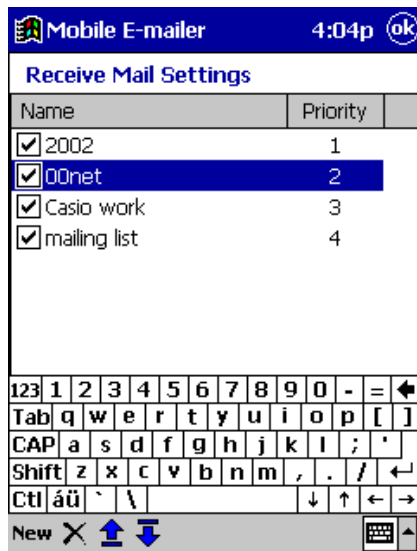 Mobile E-mailer 4:04p ok
Receive Mail Settings
Name Priority
2002 1
00net 2
Casio work 3
mailing list 4
123 1 2 3 4 5 6 7 8 9 0 - = 🡄
Tab q w e r t y u i o p [ ]
CAP a s d f g h j k l ; '
Shift z x c v b n m , . / ↵
Ctl áü ` \ ↓ ↑ ← →
New